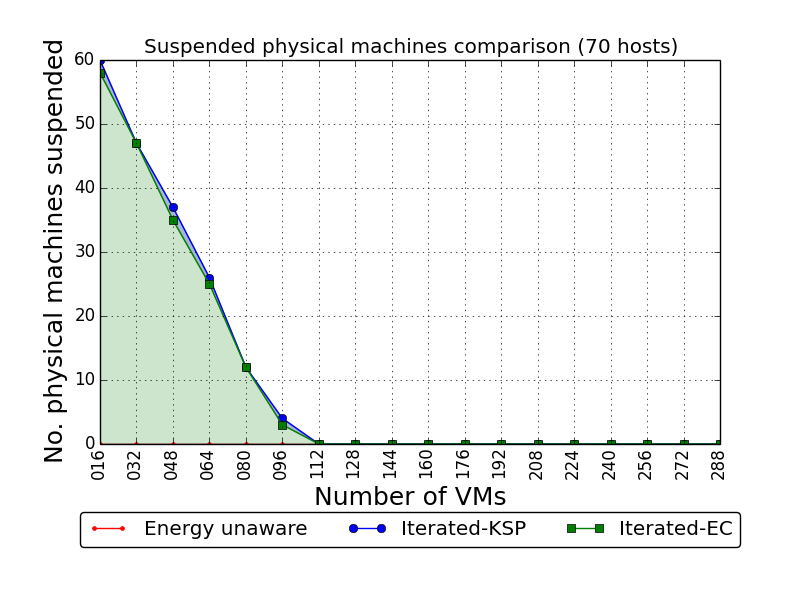 Suspended physical machines comparison (70 hosts)
No. physical machines suspended
60
50
40
30
20
10
0
016 032 048 064 080 096 112 128 144 160 176 192 208 224 240 256 272 288
Number of VMs
Energy unaware Iterated-KSP Iterated-EC